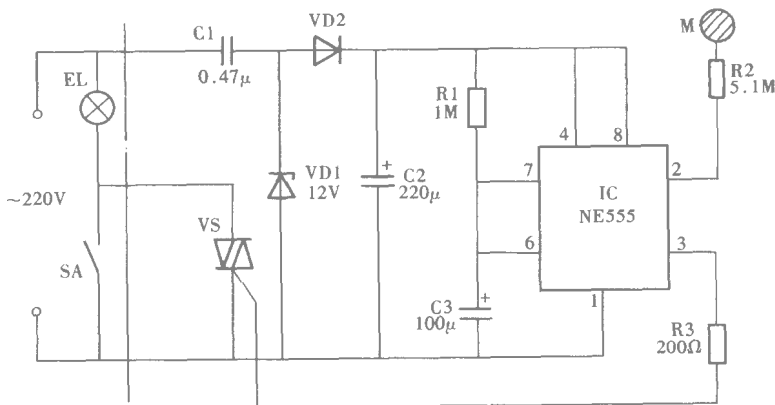 C1
0.47μ
VD2
M
R2
5.1M
EL
R1
1M
4
8
7
2
IC
NE555
VD1
12V
C2
220μ
+
~220V
VS
6
3
SA
1
C3
100μ
+
R3
200Ω